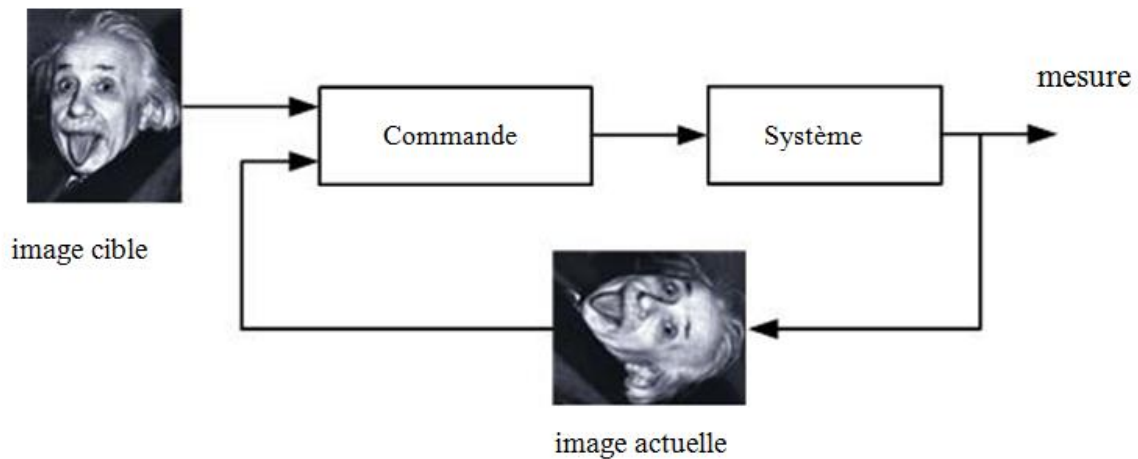 mesure
Commande
Système
image cible
image actuelle